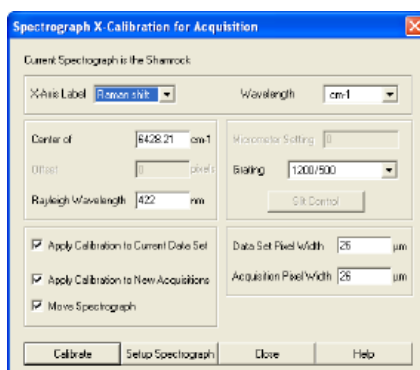 Spectrograph X-Calibration for Acquisition
Current Spectrograph is the Shamrock
X-Axis Label Raman shift Wavelength cm-1
Center of 6428.21 cm-1 Micrometer Setting 0
Offset 0 pixels Grating 1200/500
Rayleigh Wavelength 422 nm Slit Control
Apply Calibration to Current Data Set Data Set Pixel Width 26 µm
Apply Calibration to New Acquisitions Acquisition Pixel Width 26 µm
Move Spectrograph
Calibrate Setup Spectrograph Close Help